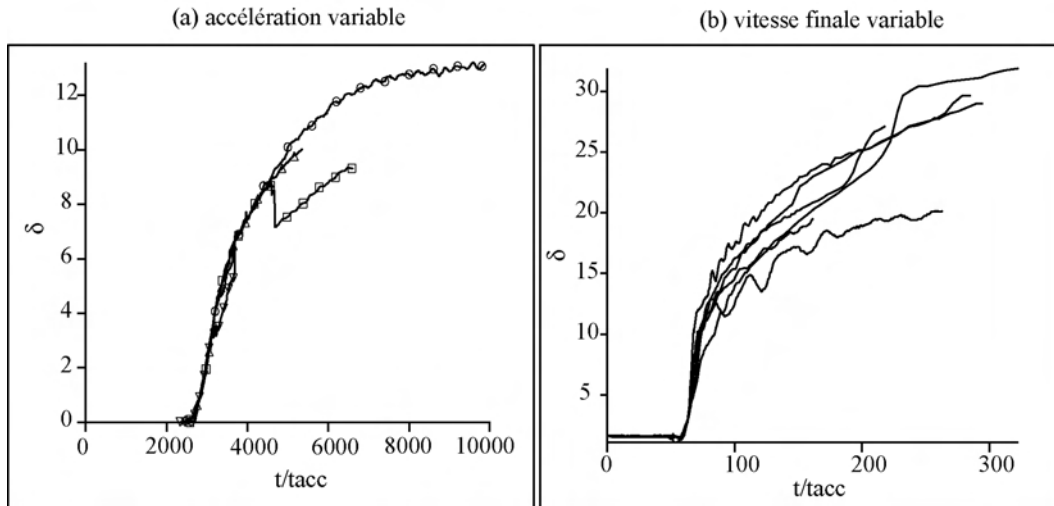 (a) accélération variable
12
10
8
6
4
2
0
δ
0 2000 4000 6000 8000 10000
t/tacc
(b) vitesse finale variable
30
25
20
15
10
5
δ
0 100 200 300
t/tacc